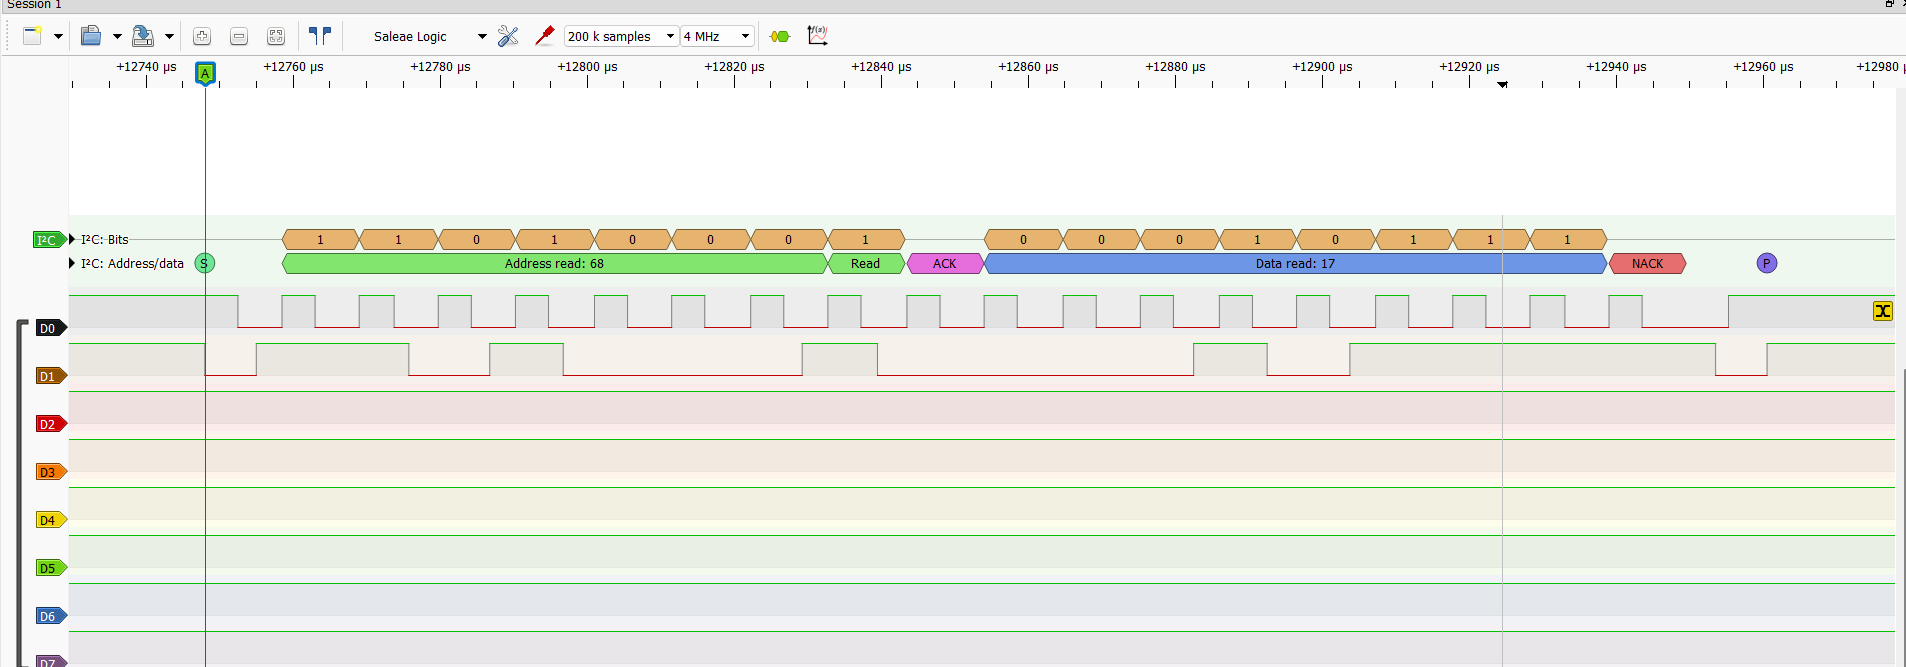 Session 1
Saleae Logic 200 k samples 4 MHz f(s)
+12740 µs +12760 µs +12780 µs +12800 µs +12820 µs +12840 µs +12860 µs +12880 µs +12900 µs +12920 µs +12940 µs +12960 µs +12980 µ
A
I²C I²C: Bits 1 1 0 1 0 0 0 1 0 0 0 1 0 1 1 1
I²C: Address/data S Address read: 68 Read ACK Data read: 17 NACK P
D0
D1
D2
D3
D4
D5
D6
D7